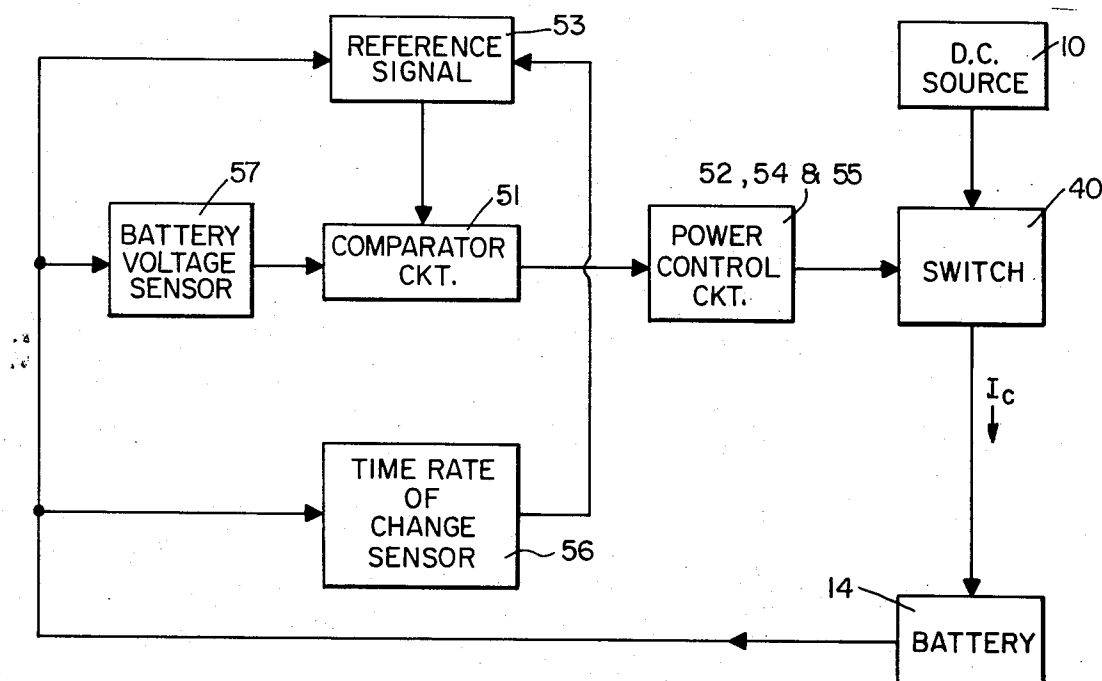 53
REFERENCE
SIGNAL
D.C.
SOURCE
10
57
BATTERY
VOLTAGE
SENSOR
51
COMPARATOR
CKT.
52, 54 & 55
POWER
CONTROL
CKT.
40
SWITCH
Ic
TIME RATE
OF
CHANGE
SENSOR
56
14
BATTERY